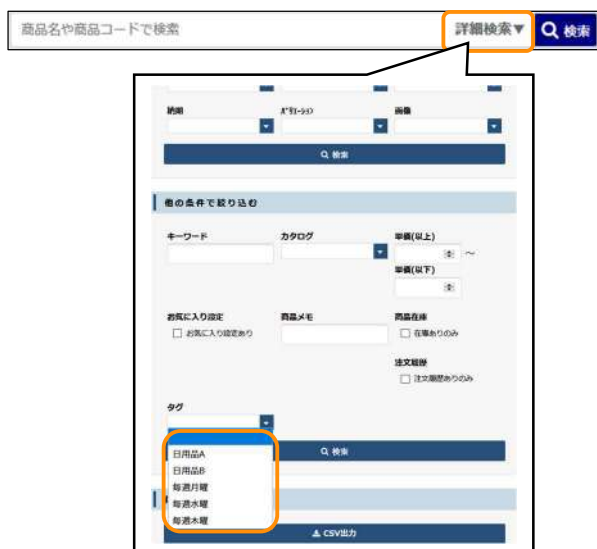 商品名や商品コードで検索 詳細検索▼ 検索
納期 ﾊﾞﾘｴｰｼｮﾝ 画像
検索
他の条件で絞り込む
キーワード カタログ 単価(以上)
～
単価(以下)
お気に入り設定 商品メモ 商品在庫
お気に入り設定あり 在庫ありのみ
注文履歴
注文履歴ありのみ
タグ
検索
日用品A
日用品B
毎週月曜
毎週水曜
毎週木曜
CSV出力